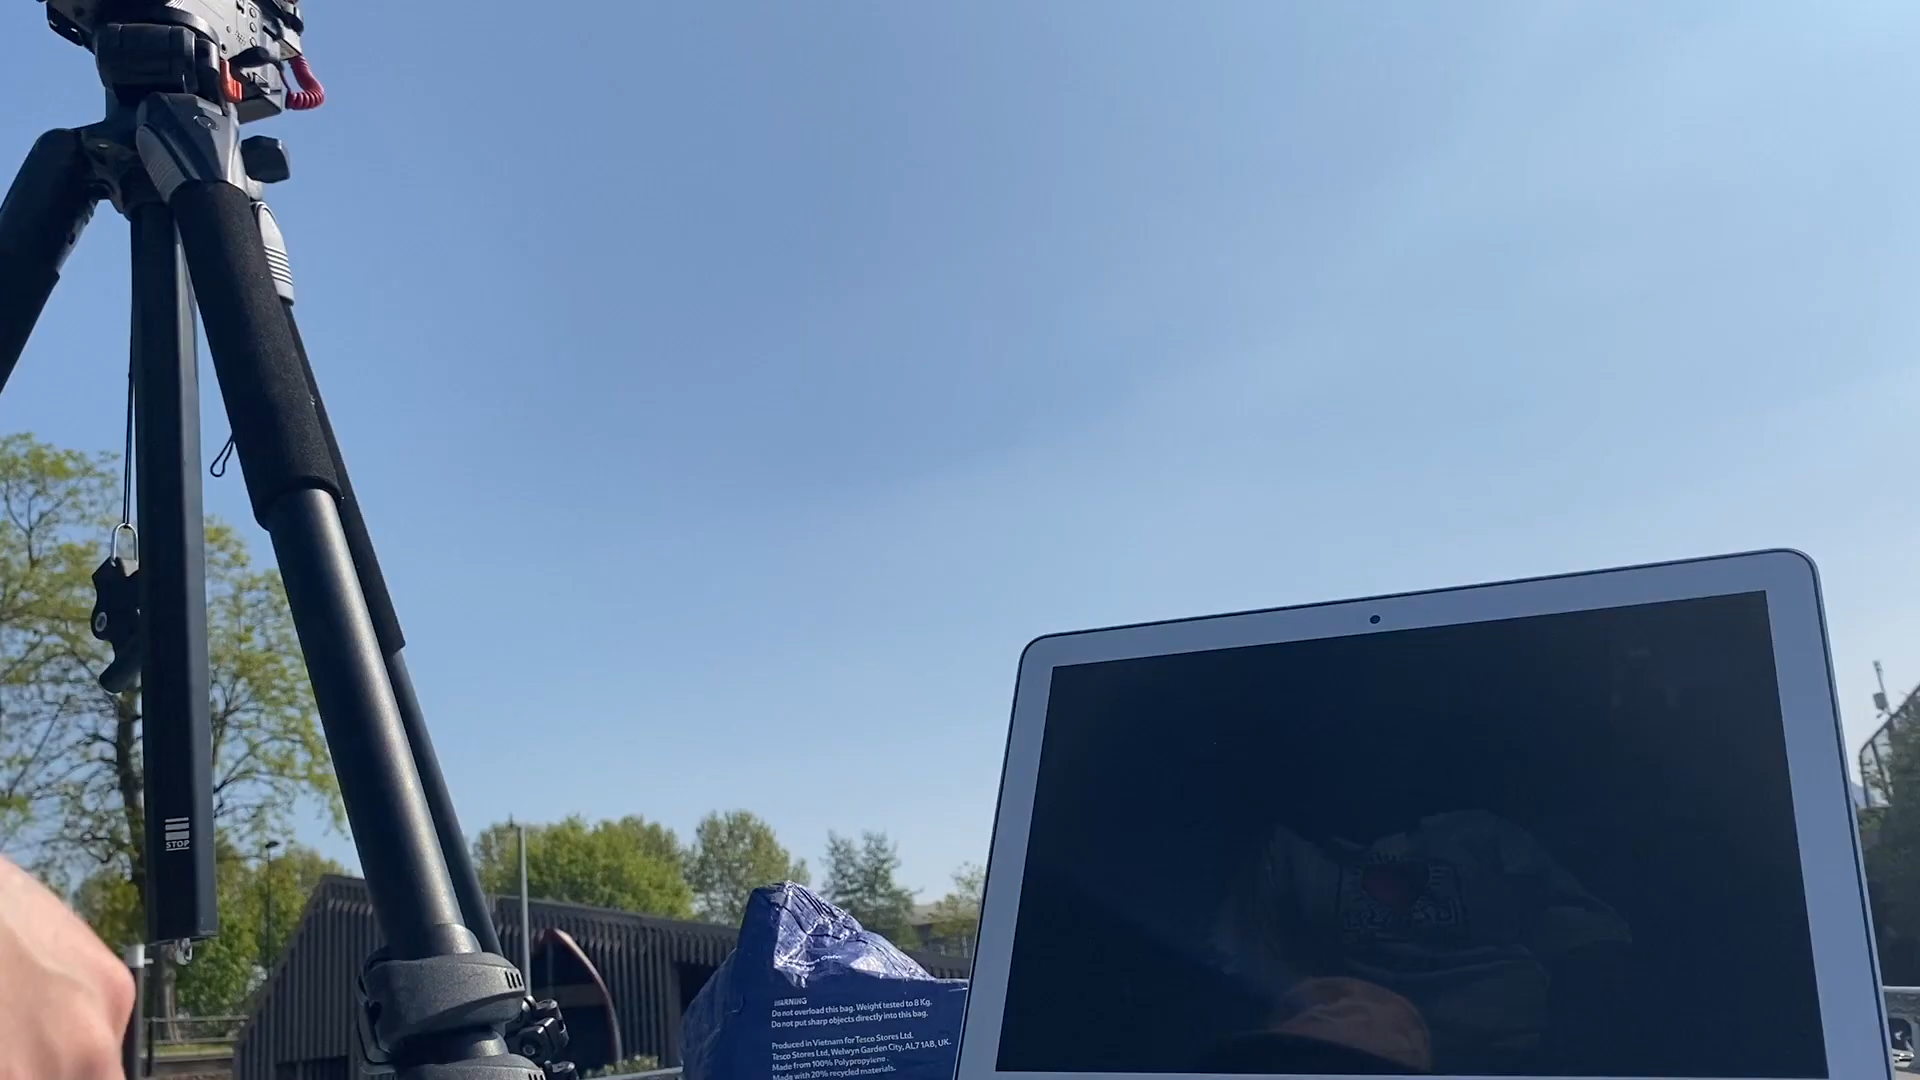 STOP
WARNING
Do not overload this bag. Weight tested to 8 Kg.
Do not put sharp objects directly into this bag.
Produced in Vietnam for Tesco Stores Ltd.
Tesco Stores Ltd, Welwyn Garden City, AL7 1AB, UK.
Made from 100% Polypropylene.
Made with 20% recycled materials.